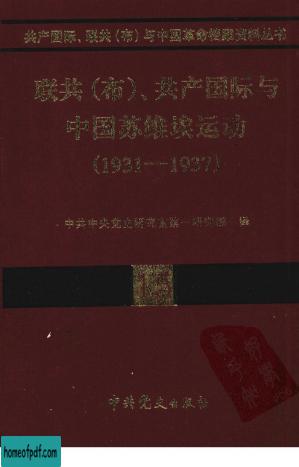 共产国际、联共(布)与中国革命档案资料丛书
联共(布)、共产国际与
中国苏维埃运动
(1931--1937)
中共中央党史研究室第一研究部 编
中共党史出版社
homeofpdf.com